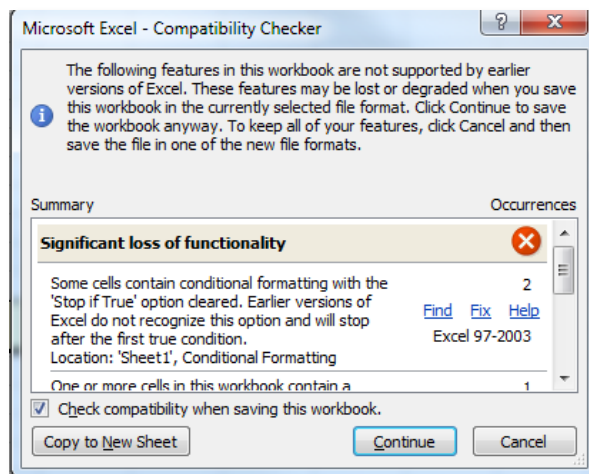 Microsoft Excel - Compatibility Checker
The following features in this workbook are not supported by earlier
versions of Excel. These features may be lost or degraded when you save
this workbook in the currently selected file format. Click Continue to save
the workbook anyway. To keep all of your features, click Cancel and then
save the file in one of the new file formats.
Summary Occurrences
Significant loss of functionality
Some cells contain conditional formatting with the 2
'Stop if True' option cleared. Earlier versions of Find Fix Help
Excel do not recognize this option and will stop
after the first true condition. Excel 97-2003
Location: 'Sheet1', Conditional Formatting
One or more cells in this workbook contain a 1
Check compatibility when saving this workbook.
Copy to New Sheet Continue Cancel